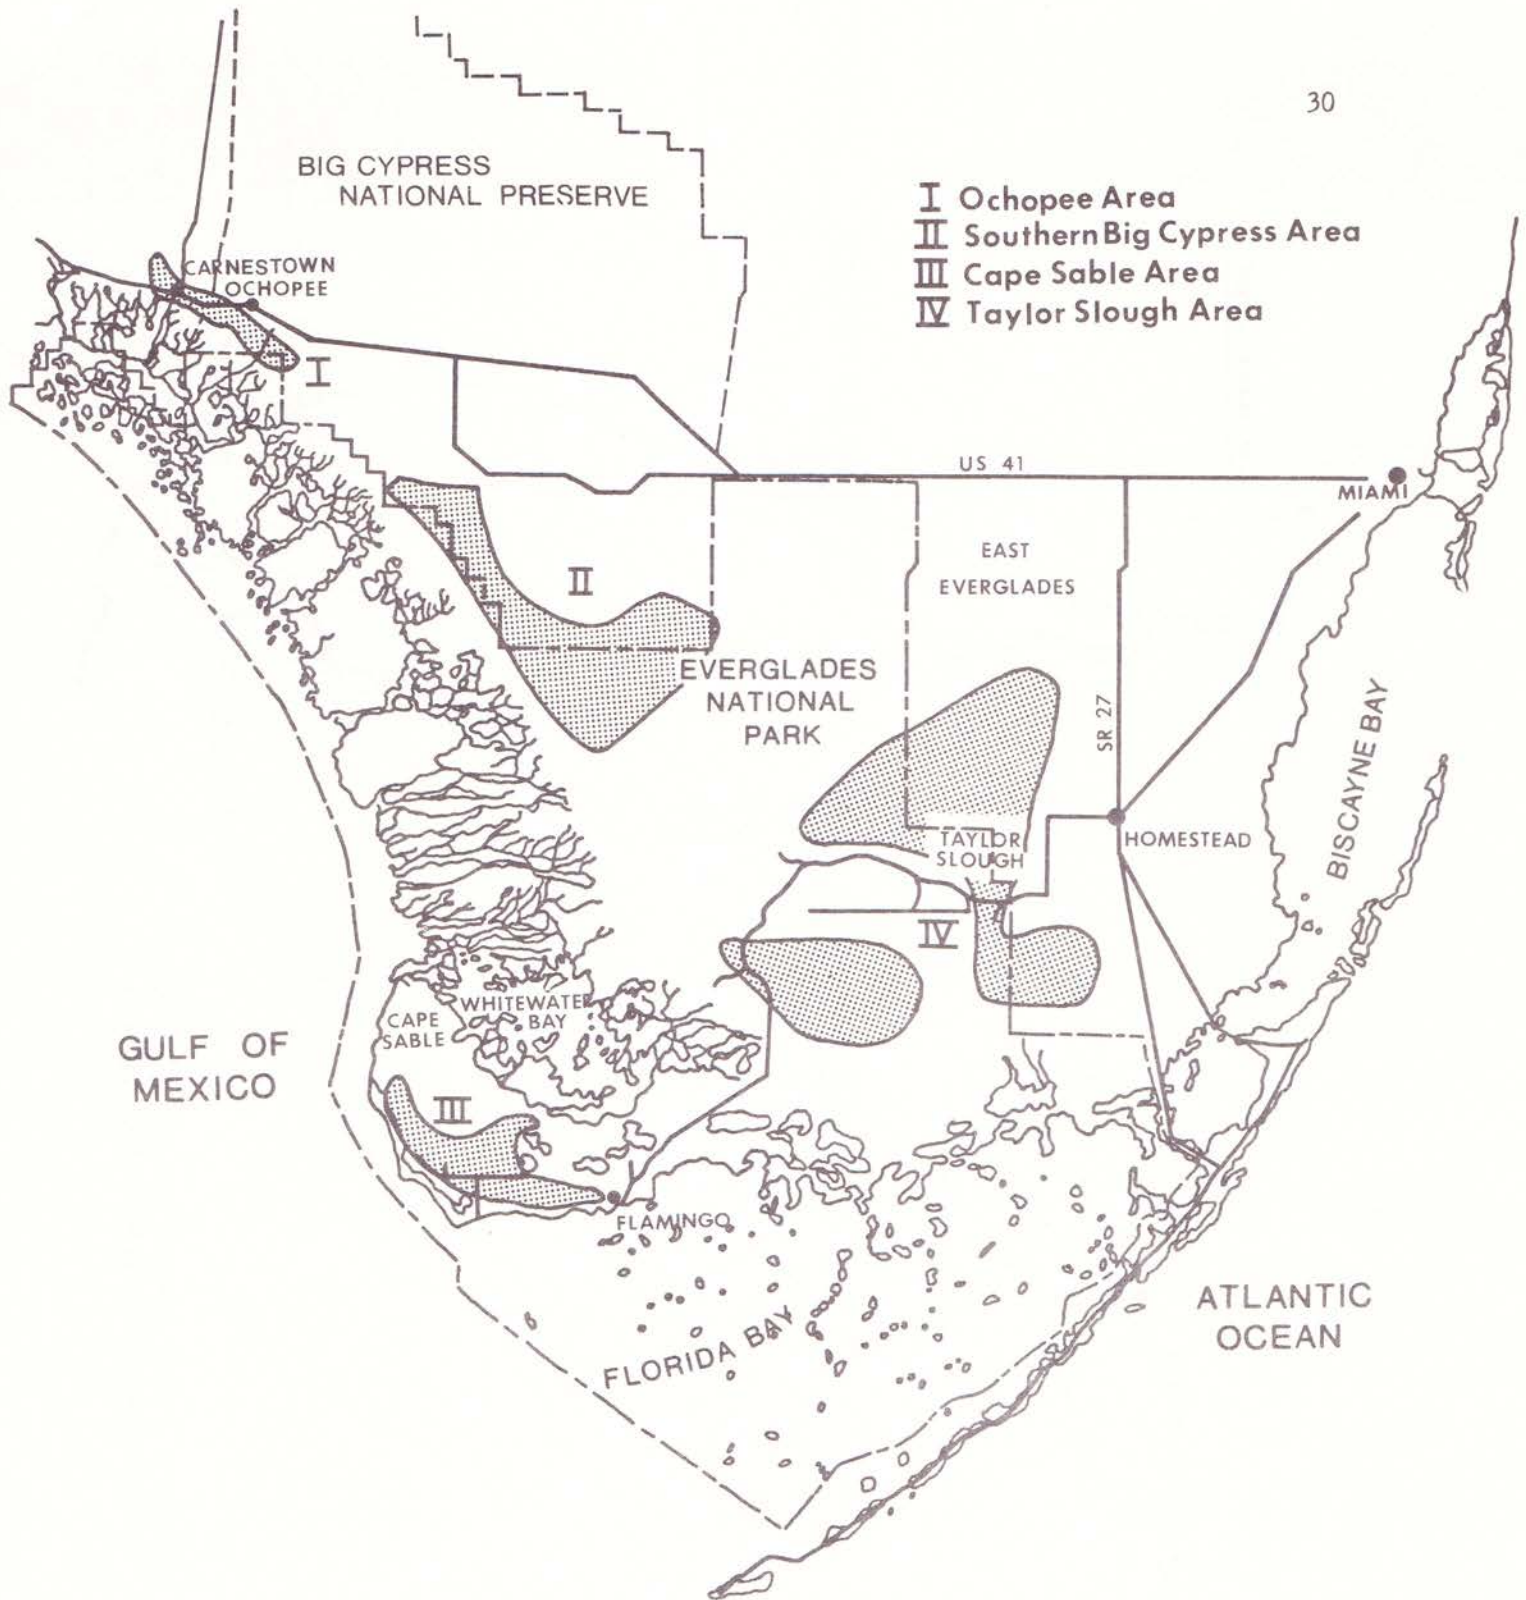 30
BIG CYPRESS
NATIONAL PRESERVE
I Ochopee Area
II Southern Big Cypress Area
III Cape Sable Area
IV Taylor Slough Area
CARNESTOWN
OCHOPEE
I
US 41
MIAMI
EAST
EVERGLADES
II
EVERGLADES
NATIONAL
PARK
SR 27
BISCAYNE BAY
TAYLOR
SLOUGH
HOMESTEAD
IV
WHITEWATER
BAY
CAPE
SABLE
GULF OF
MEXICO
III
FLAMINGO
FLORIDA BAY
ATLANTIC
OCEAN